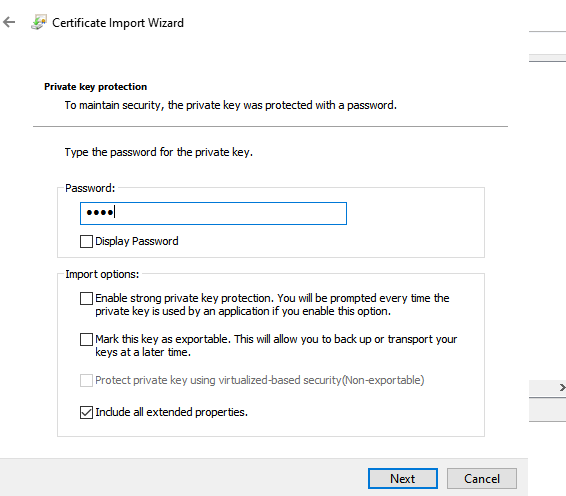 Certificate Import Wizard
Private key protection
To maintain security, the private key was protected with a password.
Type the password for the private key.
Password:
••••
Display Password
Import options:
Enable strong private key protection. You will be prompted every time the
private key is used by an application if you enable this option.
Mark this key as exportable. This will allow you to back up or transport your
keys at a later time.
Protect private key using virtualized-based security(Non-exportable)
Include all extended properties.
Next
Cancel